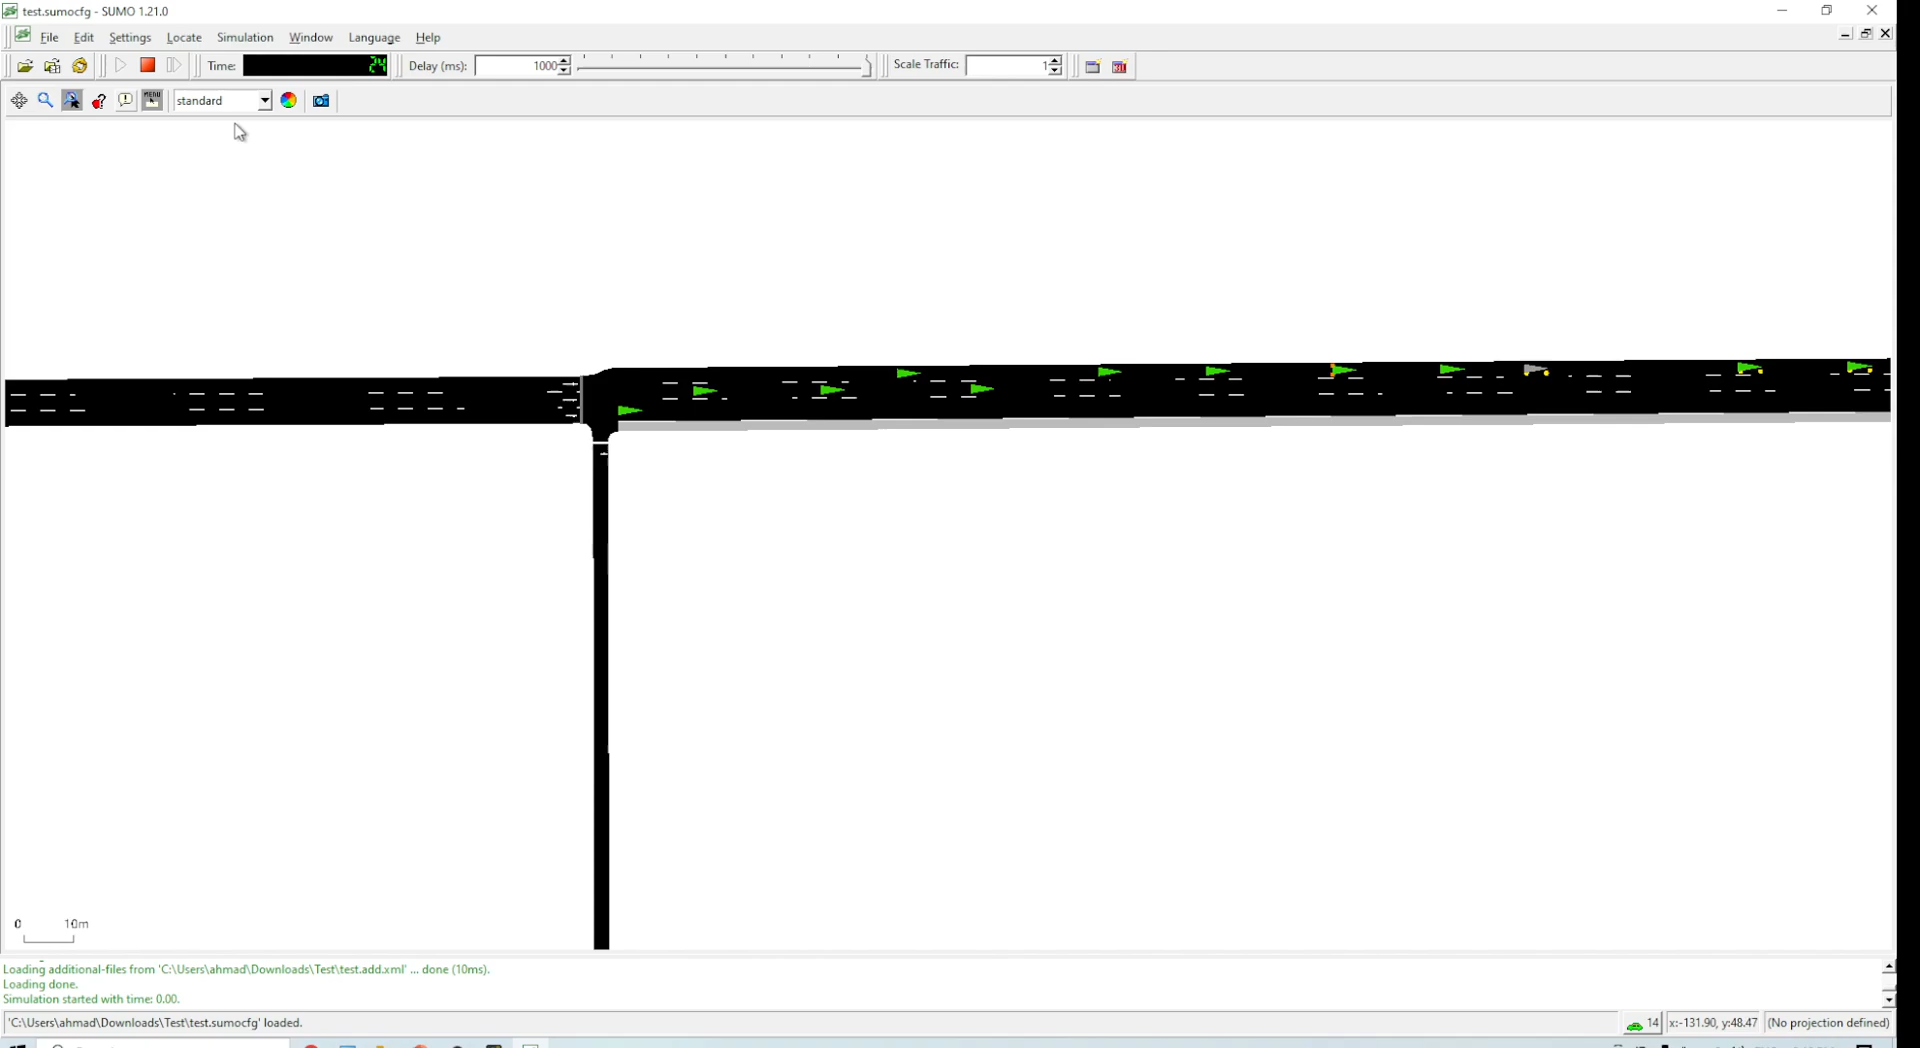 test.sumocfg - SUMO 1.21.0
File Edit Settings Locate Simulation Window Language Help
Time: 24 Delay (ms): 1000 Scale Traffic: 1
MENU standard
0 10m
Loading additional-files from 'C:\Users\ahmad\Downloads\Test\test.add.xml' ... done (10ms).
Loading done.
Simulation started with time: 0.00.
'C:\Users\ahmad\Downloads\Test\test.sumocfg' loaded. 14 x:-131.90, y:48.47 (No projection defined)